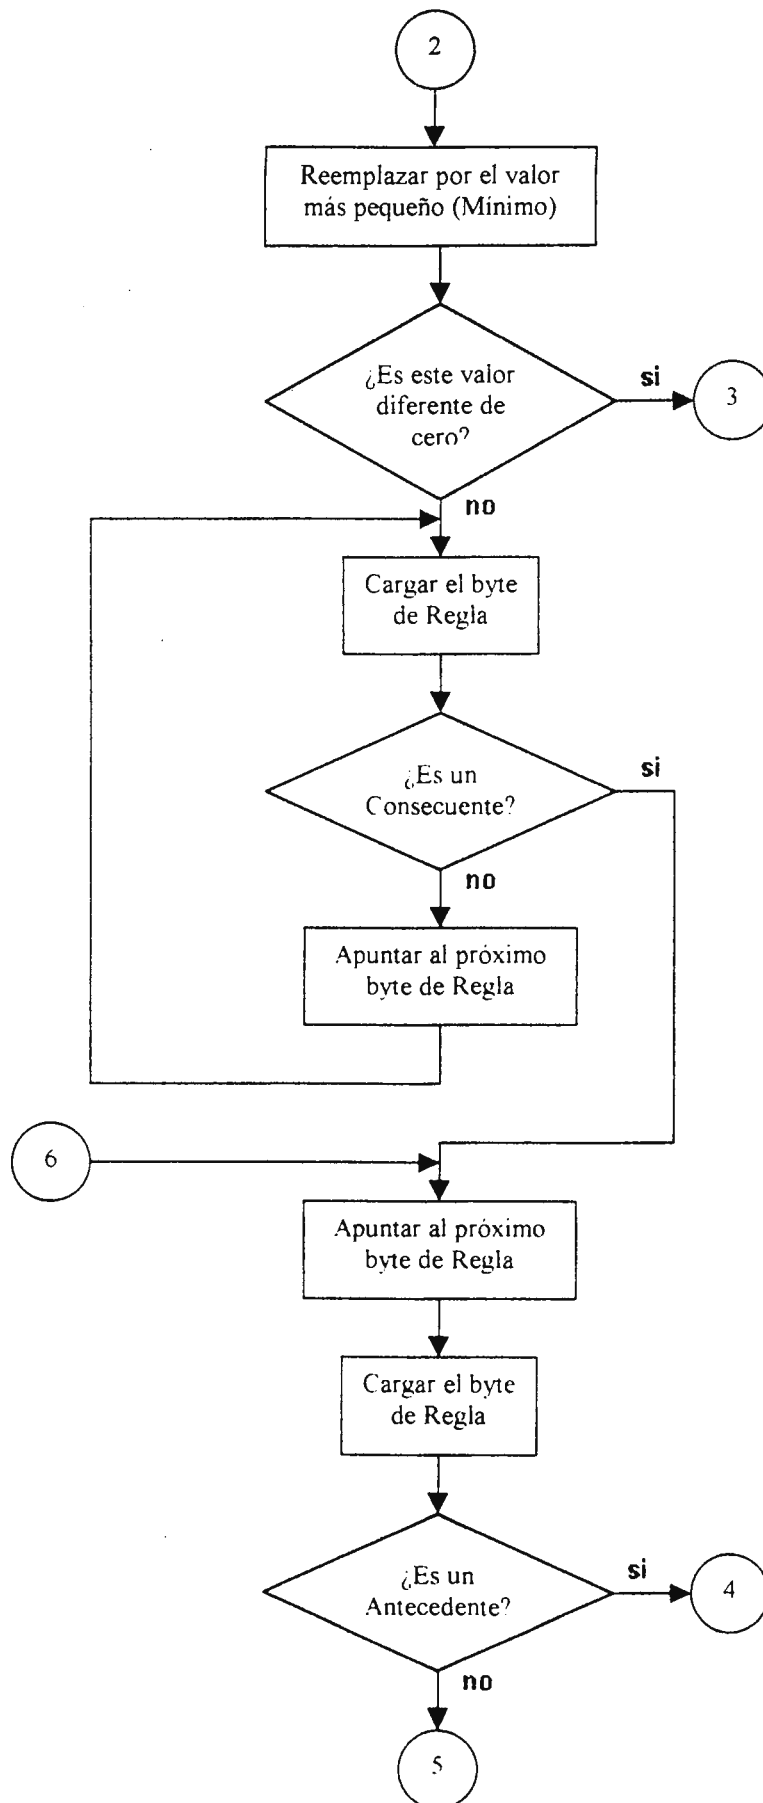 2
Reemplazar por el valor
más pequeño (Mínimo)
¿Es este valor
diferente de
cero?
si
3
no
Cargar el byte
de Regla
¿Es un
Consecuente?
si
no
Apuntar al próximo
byte de Regla
6
Apuntar al próximo
byte de Regla
Cargar el byte
de Regla
¿Es un
Antecedente?
si
4
no
5